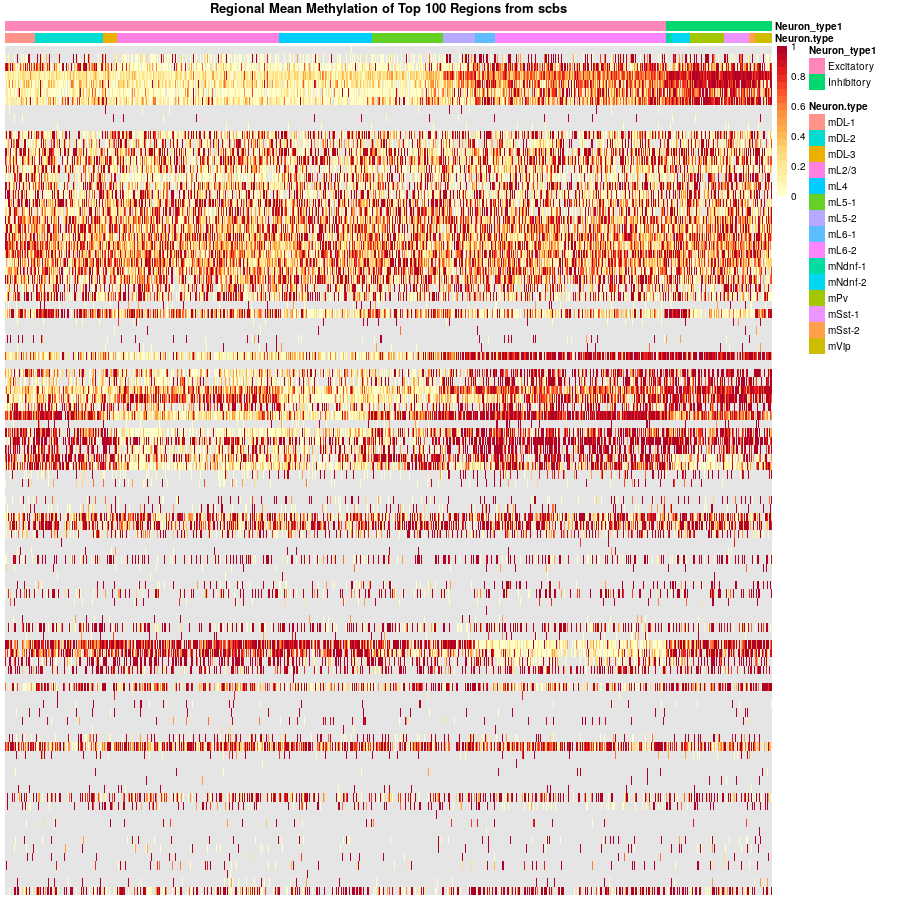 Regional Mean Methylation of Top 100 Regions from scbs
Neuron_type1
Neuron.type
1
0.8
0.6
0.4
0.2
0
Neuron_type1
Excitatory
Inhibitory
Neuron.type
mDL-1
mDL-2
mDL-3
mL2/3
mL4
mL5-1
mL5-2
mL6-1
mL6-2
mNdnf-1
mNdnf-2
mPv
mSst-1
mSst-2
mVip